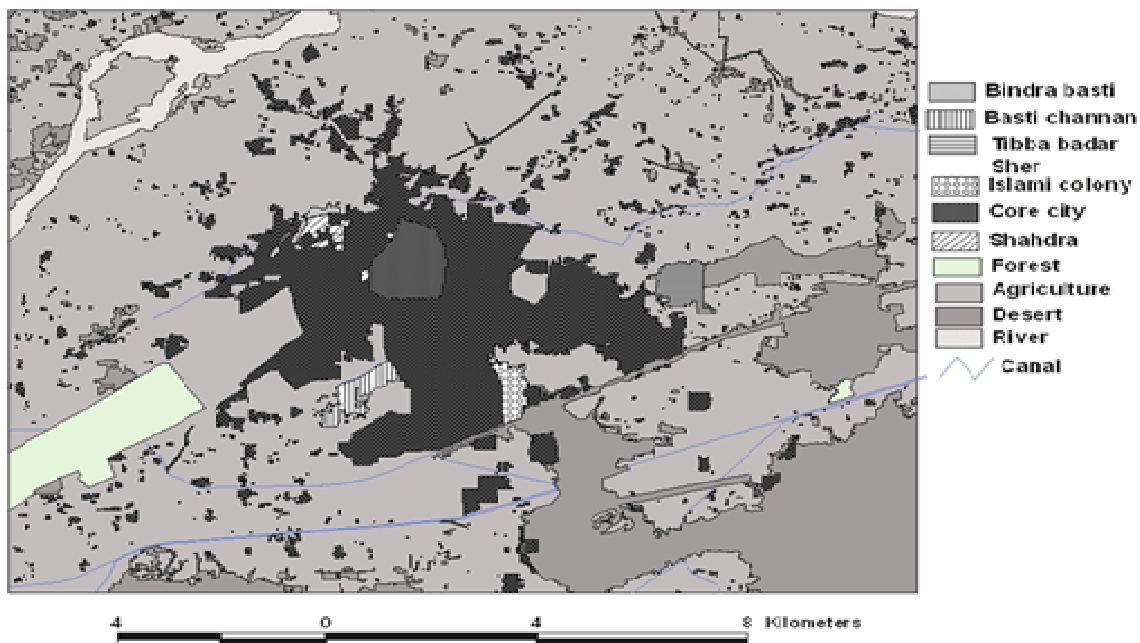 Bindra basti
Basti channan
Tibba badar
Sher
Islami colony
Core city
Shahdra
Forest
Agriculture
Desert
River
Canal
4 0 4 8 Kilometers